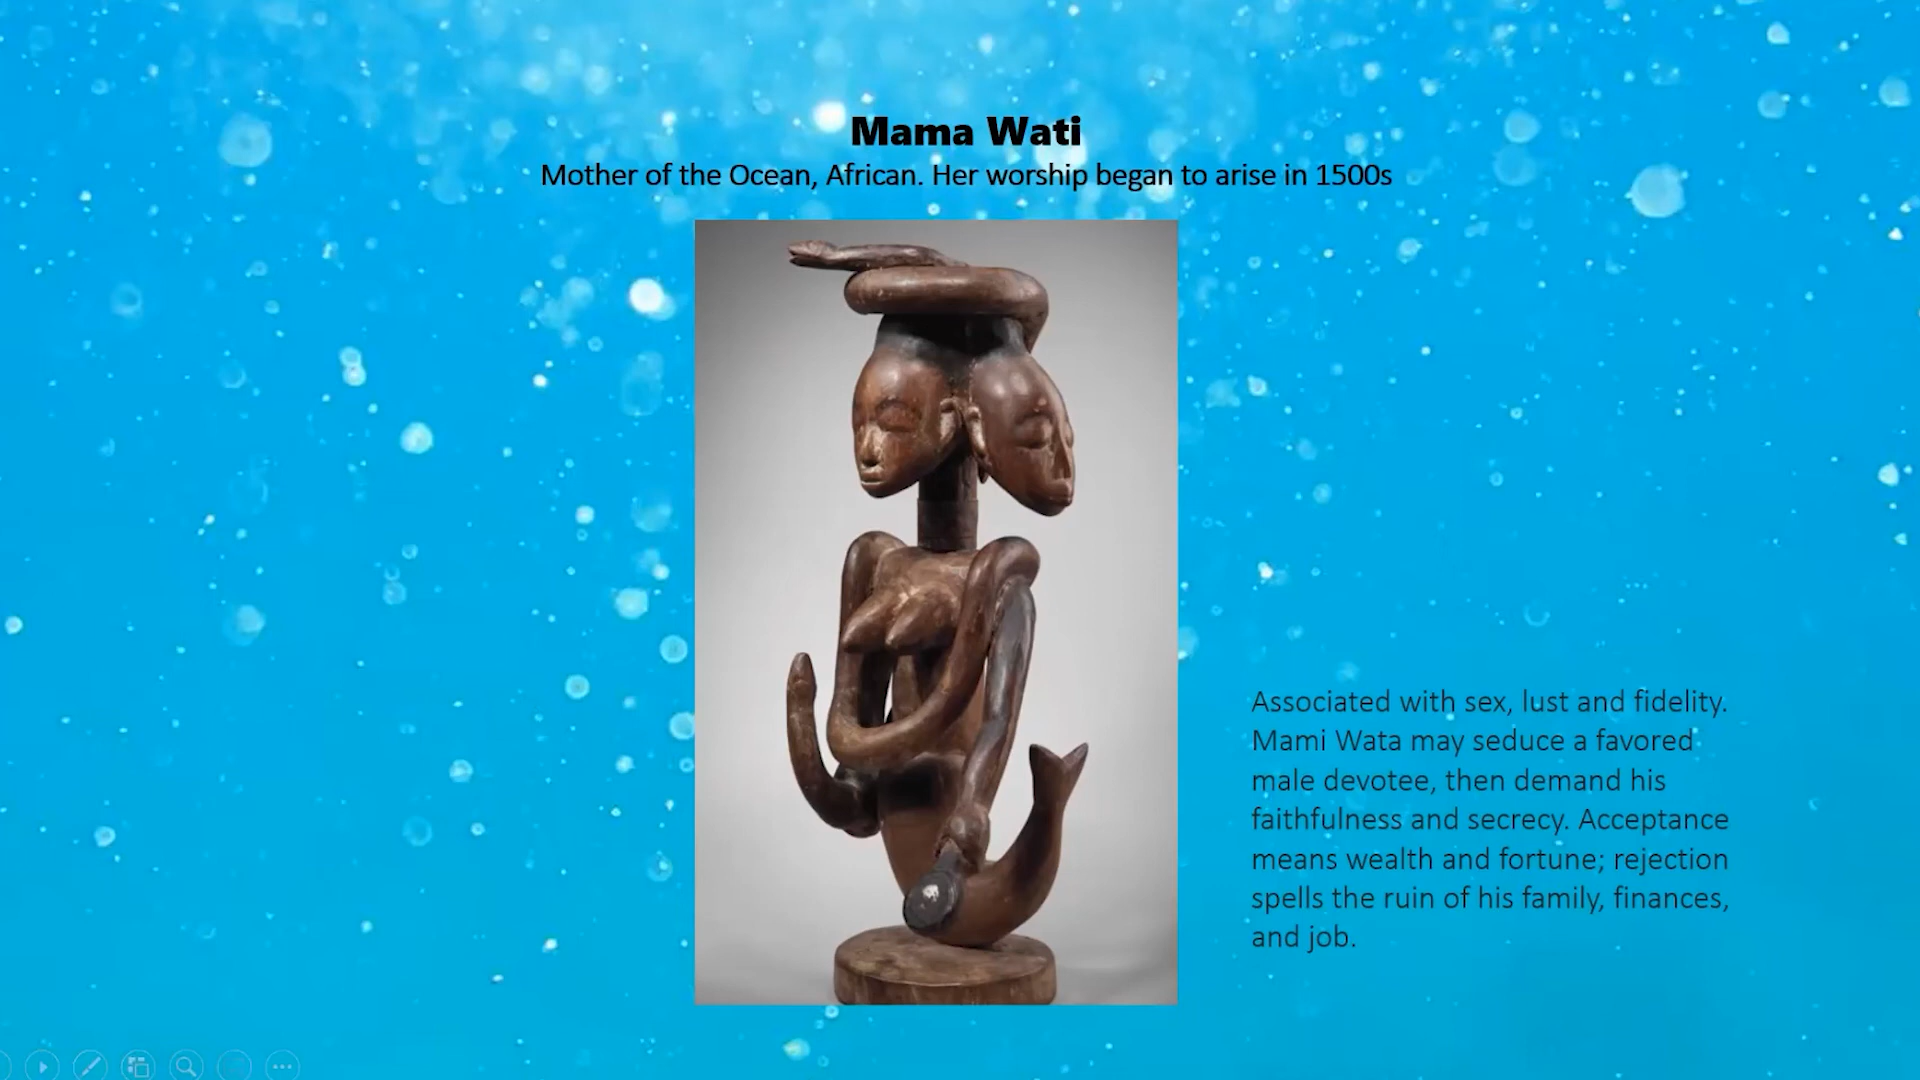 Mama Wati
Mother of the Ocean, African. Her worship began to arise in 1500s
Associated with sex, lust and fidelity.
Mami Wata may seduce a favored
male devotee, then demand his
faithfulness and secrecy. Acceptance
means wealth and fortune; rejection
spells the ruin of his family, finances,
and job.